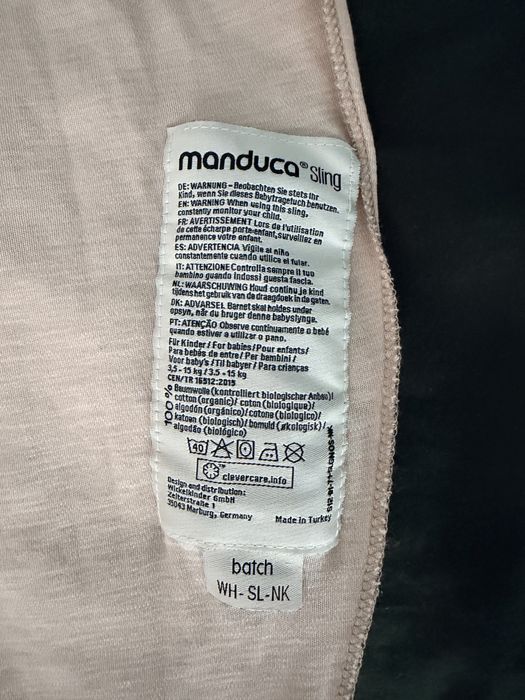 manduca® Sling
DE: WARNUNG - Beobachten Sie stets Ihr
Kind, wenn Sie dieses Babytragetuch benutzen.
EN: WARNING When using this sling,
constantly monitor your child.
FR: AVERTISSEMENT Lors de l'utilisation
de cette écharpe porte-enfant, surveillez en
permanence votre enfant.
ES: ADVERTENCIA Vigile al niño
constantemente cuando utilice el fular.
IT: ATTENZIONE Controlla sempre il tuo
bambino quando indossi questa fascia.
NL: WAARSCHUWING Houd continu je kind
tijdens het gebruik van de draagdoek in de gaten.
DK: ADVARSEL Barnet skal holdes under
opsyn, når du bruger denne babyslynge.
PT: ATENÇÃO Observe continuamente o bebé
quando estiver a utilizar o pano.
Für Kinder / For babies / Pour enfants/
Para bebés de entre / Per bambini /
Voor baby's / Til babyer / Para crianças
3,5 - 15 kg / 3.5 - 15 kg
CEN/TR 16512:2015
100%
Baumwolle (kontrolliert biologischer Anbau)/
cotton (organic)/ coton (biologique)/
algodón (orgánico)/ cotone (biologico)/
katoen (biologisch)/ bomuld (økologisk)/
algodão (biológico)
40
clevercare.info
Design and distribution:
Wickelkinder GmbH
Zeiterstraße 1
35043 Marburg, Germany
Made in Turkey
batch
WH-SL-NK